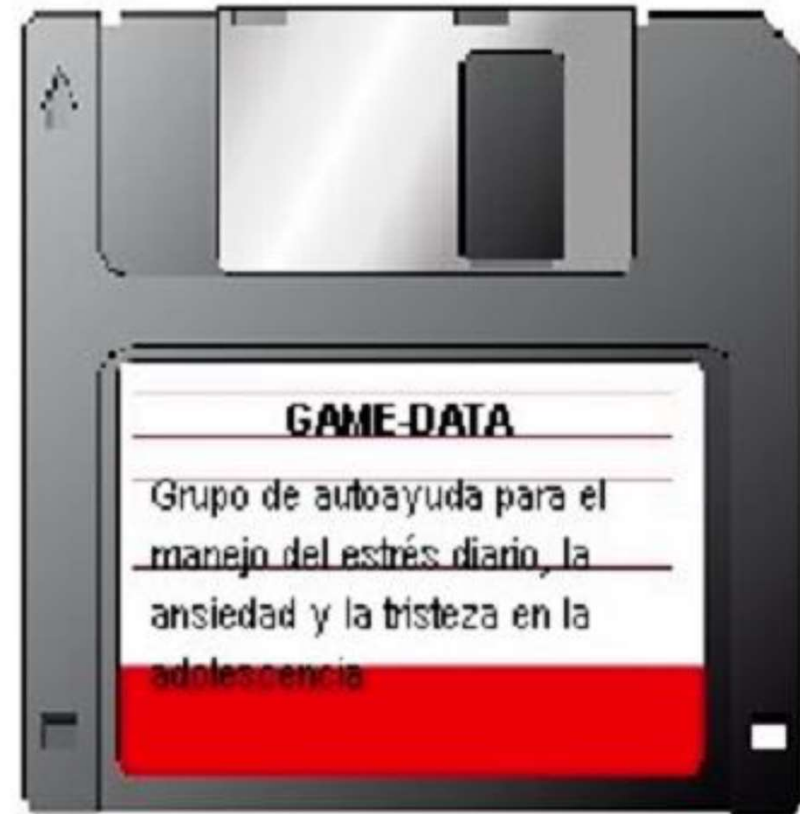 GAME-DATA
Grupo de autoayuda para el
manejo del estrés diario, la
ansiedad y la tristeza en la
adolescencia